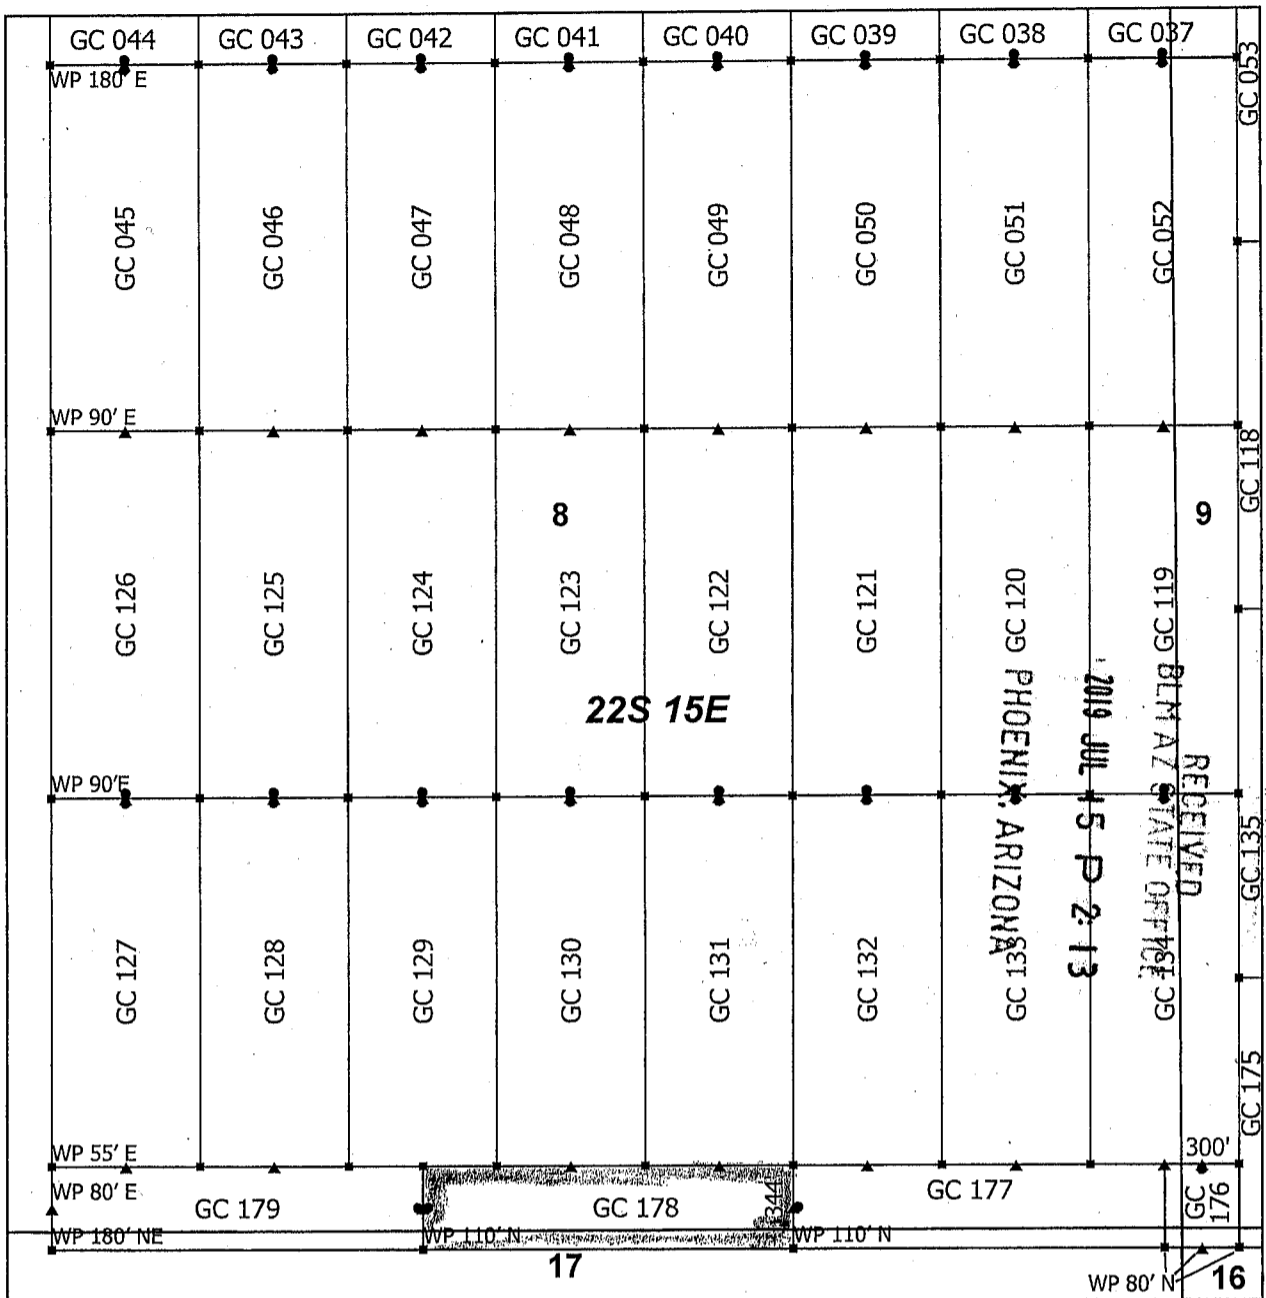 GC 044 GC 043 GC 042 GC 041 GC 040 GC 039 GC 038 GC 037
GC 053
WP 180' E
GC 045 GC 046 GC 047 GC 048 GC 049 GC 050 GC 051 GC 052
WP 90' E
GC 118
8 9
GC 126 GC 125 GC 124 GC 123 GC 122 GC 121 GC 120 GC 119
22S 15E
RECEIVED
BLM AZ STATE OFFICE
2019 JUL 15 P 2:13
PHOENIX, ARIZONA
WP 90'E
GC 135
GC 127 GC 128 GC 129 GC 130 GC 131 GC 132 GC 133 GC 134
GC 175
WP 55' E
300'
WP 80' E
GC 179 GC 178 344 GC 177 GC 176
WP 180' NE WP 110' N WP 110' N
17
WP 80' N 16